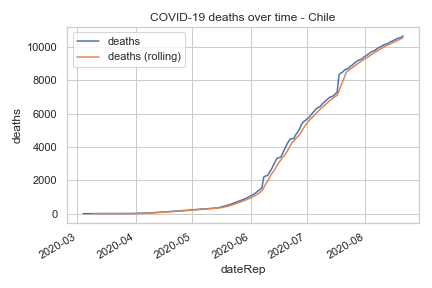 COVID-19 deaths over time - Chile
deaths
deaths (rolling)
10000
8000
6000
4000
2000
0
deaths
2020-03
2020-04
2020-05
2020-06
2020-07
2020-08
dateRep